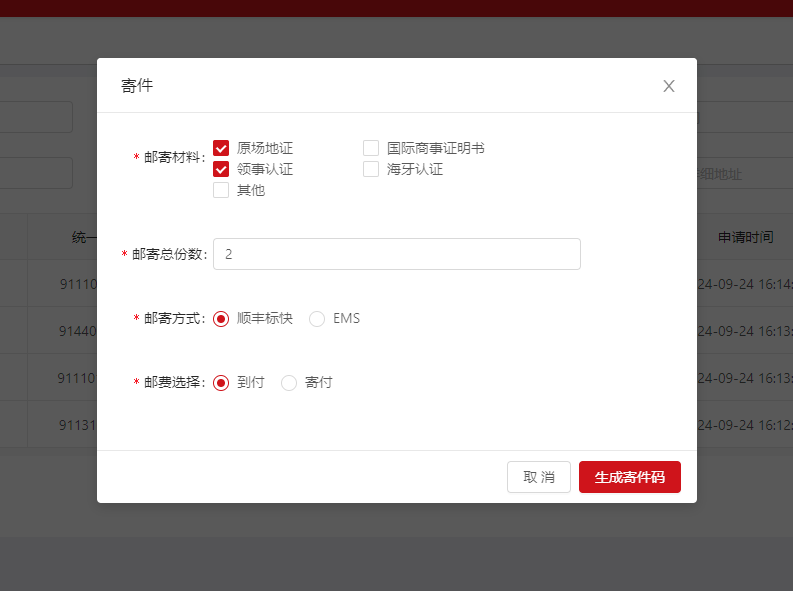 寄件
* 邮寄材料: 原场地证 国际商事证明书
领事认证 海牙认证
其他
* 邮寄总份数: 2
* 邮寄方式: 顺丰标快 EMS
* 邮费选择: 到付 寄付
取 消 生成寄件码
细地址
统一 申请时间
91110 24-09-24 16:14:
91440 24-09-24 16:13:
91110 24-09-24 16:13:
91131 24-09-24 16:12: